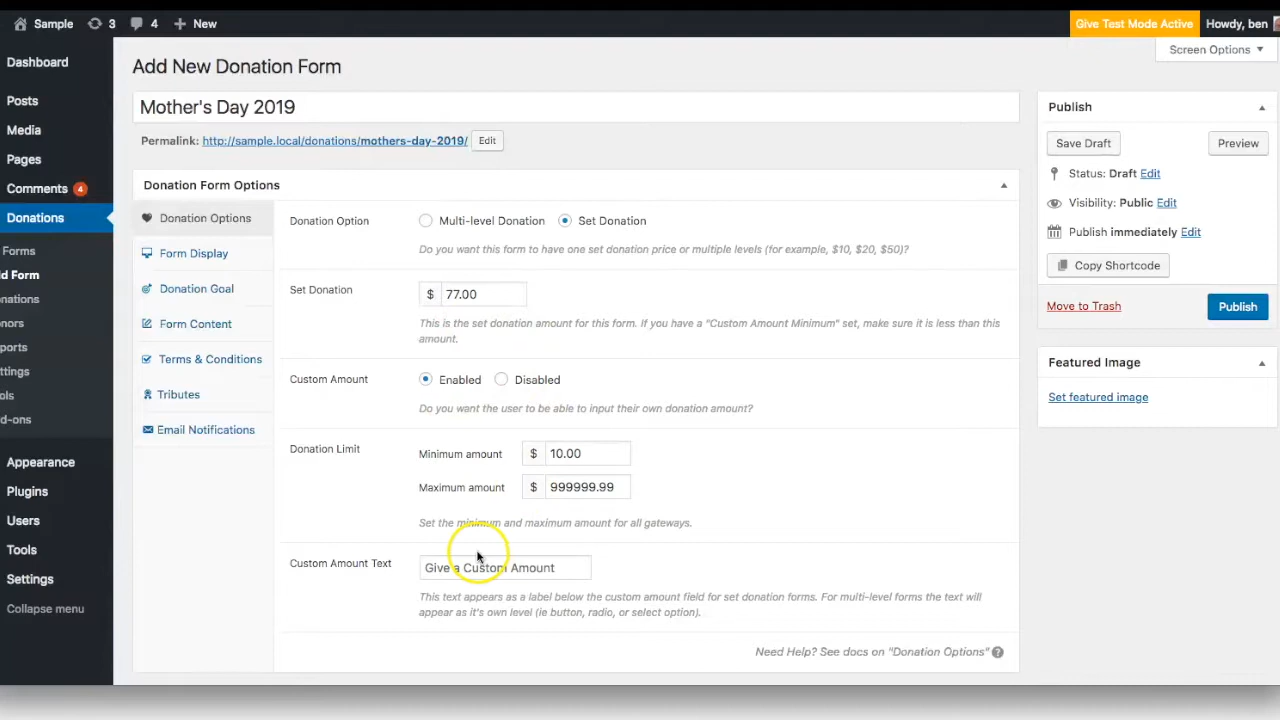 Sample 3 4 New
Give Test Mode Active Howdy, ben
Screen Options
Dashboard
Posts
Media
Pages
Comments 4
Donations
Forms
d Form
nations
nors
ports
ttings
ols
d-ons
Appearance
Plugins
Users
Tools
Settings
Collapse menu
Add New Donation Form
Mother's Day 2019
Permalink: http://sample.local/donations/mothers-day-2019/ Edit
Donation Form Options
Donation Options
Form Display
Donation Goal
Form Content
Terms & Conditions
Tributes
Email Notifications
Donation Option Multi-level Donation Set Donation
Do you want this form to have one set donation price or multiple levels (for example, $10, $20, $50)?
Set Donation $ 77.00
This is the set donation amount for this form. If you have a "Custom Amount Minimum" set, make sure it is less than this
amount.
Custom Amount Enabled Disabled
Do you want the user to be able to input their own donation amount?
Donation Limit Minimum amount $ 10.00
Maximum amount $ 999999.99
Set the minimum and maximum amount for all gateways.
Custom Amount Text Give a Custom Amount
This text appears as a label below the custom amount field for set donation forms. For multi-level forms the text will
appear as it's own level (ie button, radio, or select option).
Need Help? See docs on "Donation Options" ?
Publish
Save Draft Preview
Status: Draft Edit
Visibility: Public Edit
Publish immediately Edit
Copy Shortcode
Move to Trash Publish
Featured Image
Set featured image